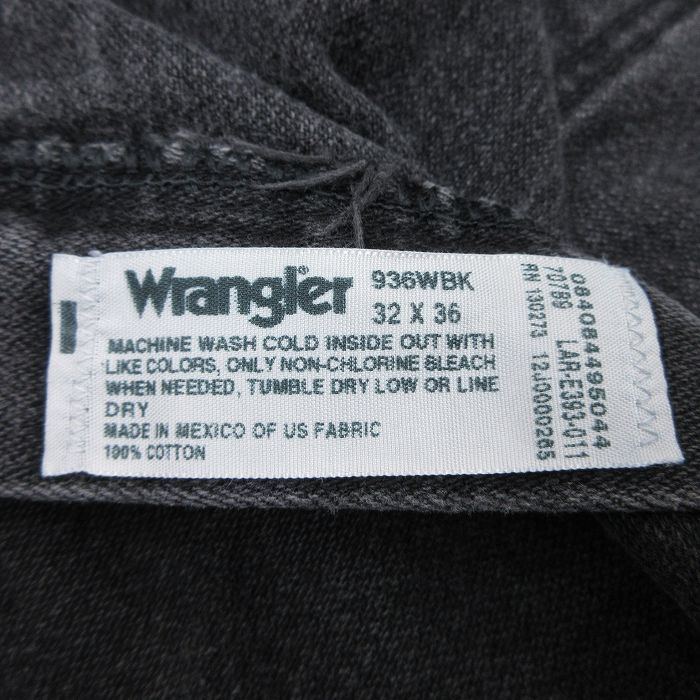 Wrangler 936WBK
32 X 36
MACHINE WASH COLD INSIDE OUT WITH
LIKE COLORS, ONLY NON-CHLORINE BLEACH
WHEN NEEDED, TUMBLE DRY LOW OR LINE
DRY
MADE IN MEXICO OF US FABRIC
100% COTTON
084084495044
70789 LAR-E393-011
RN 130273 12J0000265